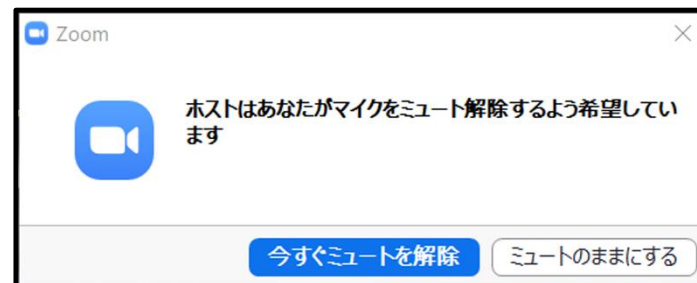 Zoom
ホストはあなたがマイクをミュート解除するよう希望してい
ます
今すぐミュートを解除
ミュートのままにする